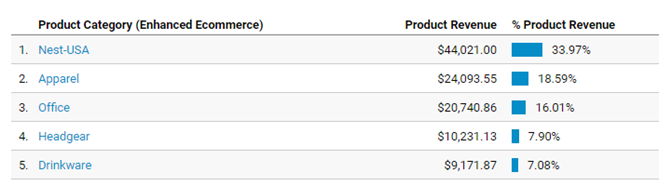 Product Category (Enhanced Ecommerce) Product Revenue % Product Revenue
1. Nest-USA $44,021.00 33.97%
2. Apparel $24,093.55 18.59%
3. Office $20,740.86 16.01%
4. Headgear $10,231.13 7.90%
5. Drinkware $9,171.87 7.08%